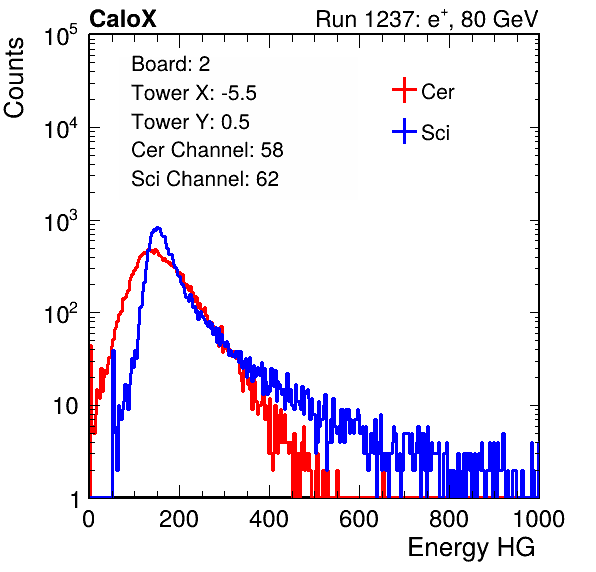 CaloX Run 1237: e⁺, 80 GeV
Counts
10⁵
10⁴
10³
10²
10
1
Board: 2
Tower X: -5.5
Tower Y: 0.5
Cer Channel: 58
Sci Channel: 62
Cer
Sci
0 200 400 600 800 1000
Energy HG